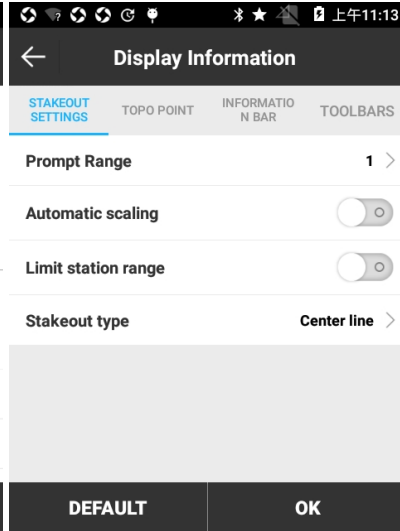 上午11:13
Display Information
STAKEOUT SETTINGS
TOPO POINT
INFORMATIO
N BAR
TOOLBARS
Prompt Range
1
Automatic scaling
Limit station range
Stakeout type
Center line
DEFAULT
OK